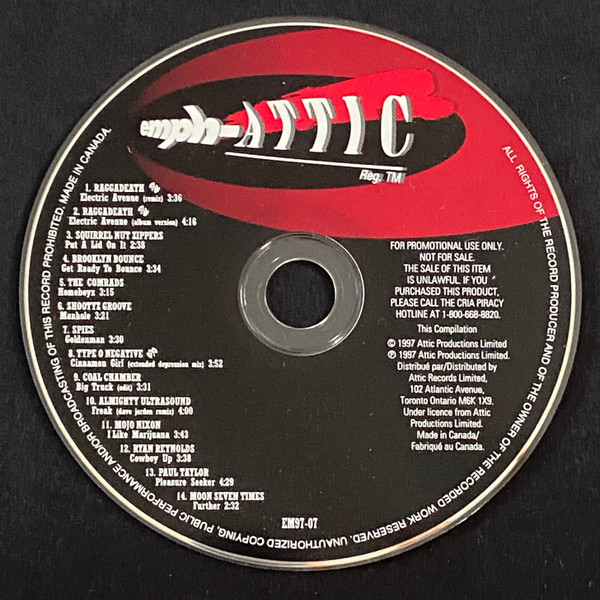 emph-ATTIC
Reg. TM
1. RAGGADEATH
Electric Avenue (remix) 3:36
2. RAGGADEATH
Electric Avenue (album version) 4:16
3. SQUIRREL NUT ZIPPERS
Put A Lid On It 2:38
4. BROOKLYN BOUNCE
Get Ready To Bounce 3:34
5. THE COMRADS
Homeboyz 3:15
6. SHOOTYZ GROOVE
Manhole 3:21
7. SPIES
Goldenman 3:30
8. TYPE O NEGATIVE
Cinnamon Girl (extended depression mix) 3:52
9. COAL CHAMBER
Big Truck (edit) 3:31
10. ALMIGHTY ULTRASOUND
Freak (dave jerden remix) 4:00
11. MOJO NIXON
I Like Marijuana 3:43
12. RYAN REYNOLDS
Cowboy Up 3:38
13. PAUL TAYLOR
Pleasure Seeker 4:29
14. MOON SEVEN TIMES
Further 2:32
EM97-07
FOR PROMOTIONAL USE ONLY.
NOT FOR SALE.
THE SALE OF THIS ITEM
IS UNLAWFUL. IF YOU
PURCHASED THIS PRODUCT,
PLEASE CALL THE CRIA PIRACY
HOTLINE AT 1-800-668-8820.
This Compilation
© 1997 Attic Productions Limited
℗ 1997 Attic Productions Limited.
Distribué par/Distributed by
Attic Records Limited,
102 Atlantic Avenue,
Toronto Ontario M6K 1X9.
Under licence from Attic
Productions Limited.
Made in Canada/
Fabriqué au Canada.
ALL RIGHTS OF THE RECORD PRODUCER AND OF THE OWNER OF THE RECORDED WORK RESERVED. UNAUTHORIZED COPYING, PUBLIC PERFORMANCE AND/OR BROADCASTING OF THIS RECORD PROHIBITED. MADE IN CANADA.